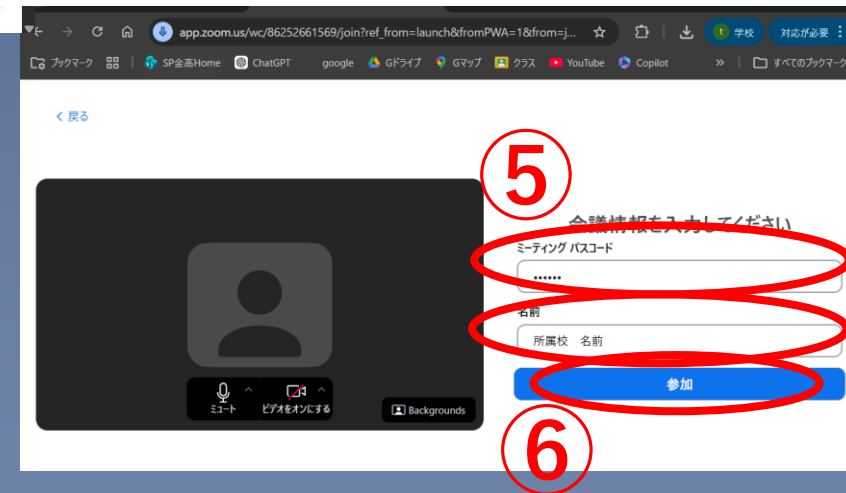 app.zoom.us/wc/86252661569/join?ref_from=launch&fromPWA=1&from=j...
t 学校 対応が必要
ブックマーク SP金高Home ChatGPT google Gドライブ Gマップ クラス YouTube Copilot » すべてのブックマーク
< 戻る
⑤
会議情報を入力してください
ミーティング パスコード
••••••
名前
所属校 名前
参加
ミュート ビデオをオンにする Backgrounds
⑥